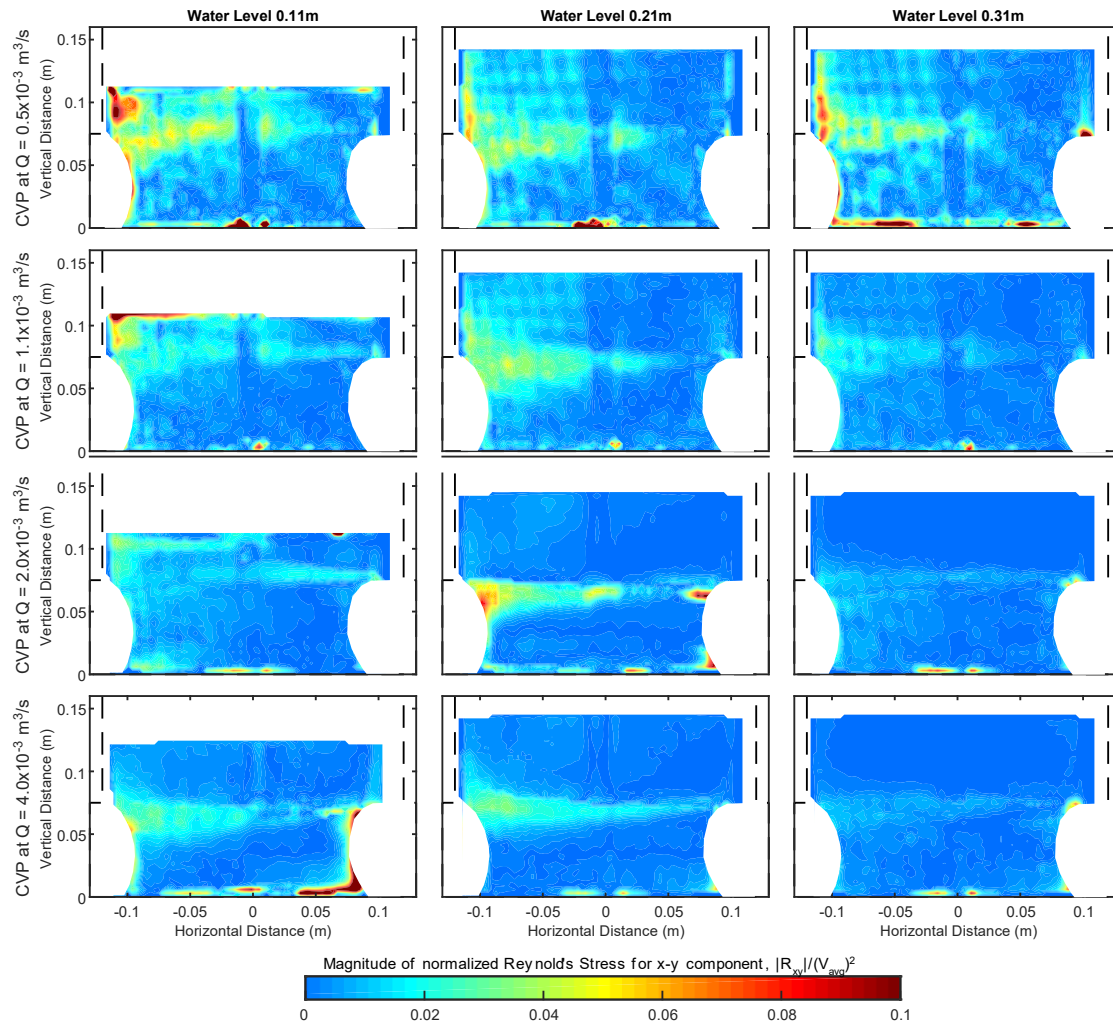 Water Level 0.11m
Water Level 0.21m
Water Level 0.31m
CVP at Q = 0.5x10⁻³ m³/s
Vertical Distance (m)
0.15
0.1
0.05
0
CVP at Q = 1.1x10⁻³ m³/s
Vertical Distance (m)
0.15
0.1
0.05
0
CVP at Q = 2.0x10⁻³ m³/s
Vertical Distance (m)
0.15
0.1
0.05
0
CVP at Q = 4.0x10⁻³ m³/s
Vertical Distance (m)
0.15
0.1
0.05
0
-0.1 -0.05 0 0.05 0.1
-0.1 -0.05 0 0.05 0.1
-0.1 -0.05 0 0.05 0.1
Horizontal Distance (m)
Horizontal Distance (m)
Horizontal Distance (m)
Magnitude of normalized Reynold's Stress for x-y component, |R_xy|/(V_avg)²
0 0.02 0.04 0.06 0.08 0.1